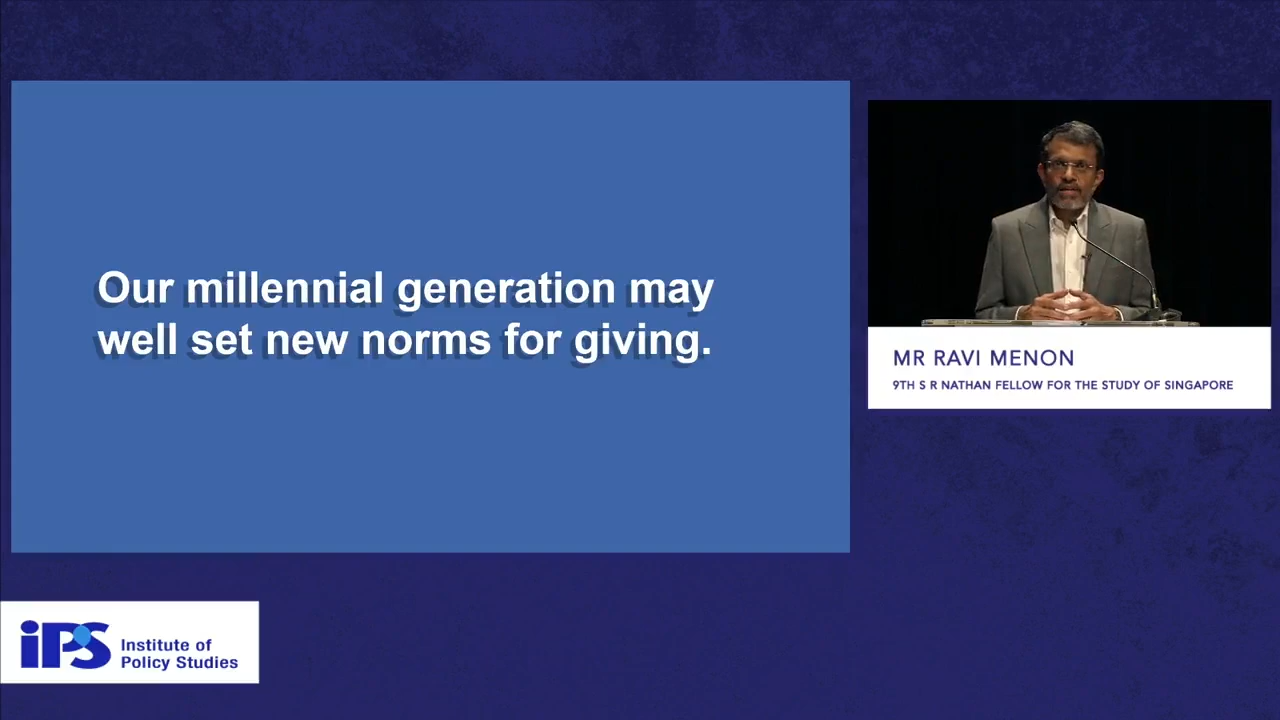 Our millennial generation may
well set new norms for giving.
MR RAVI MENON
9TH S R NATHAN FELLOW FOR THE STUDY OF SINGAPORE
iPS
Institute of
Policy Studies